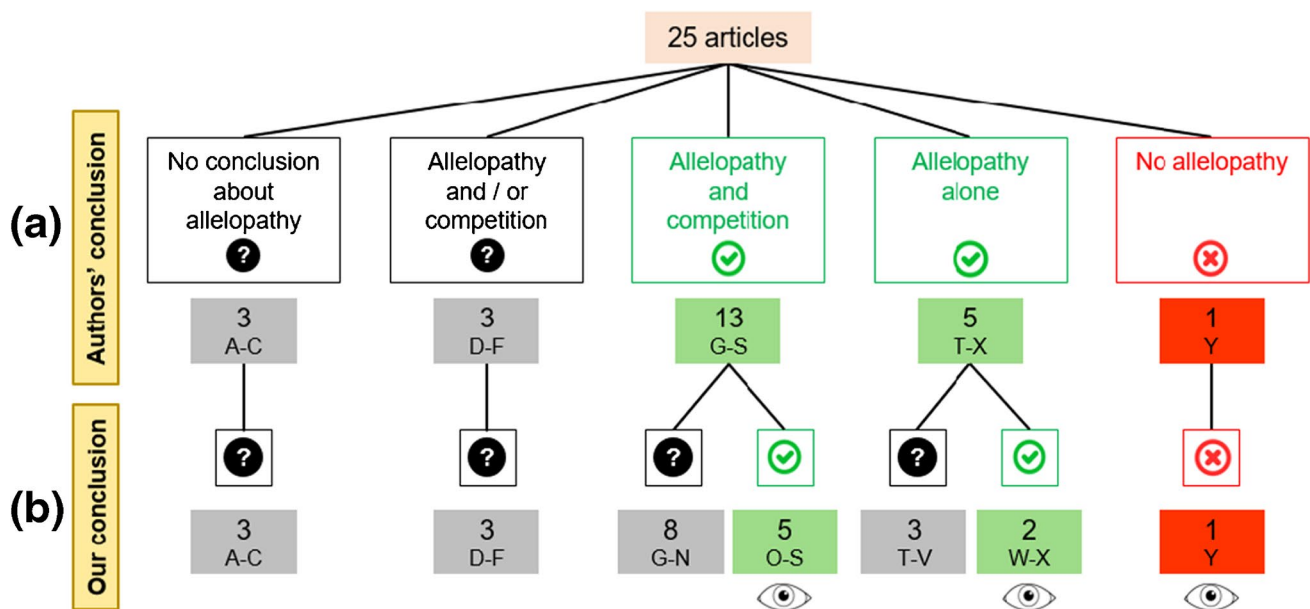 25 articles
(a)
Authors' conclusion
No conclusion
about
allelopathy
?
Allelopathy
and / or
competition
?
Allelopathy
and
competition
Allelopathy
alone
No allelopathy
3
A-C
3
D-F
13
G-S
5
T-X
1
Y
(b)
Our conclusion
?
?
?
?
3
A-C
3
D-F
8
G-N
5
O-S
3
T-V
2
W-X
1
Y